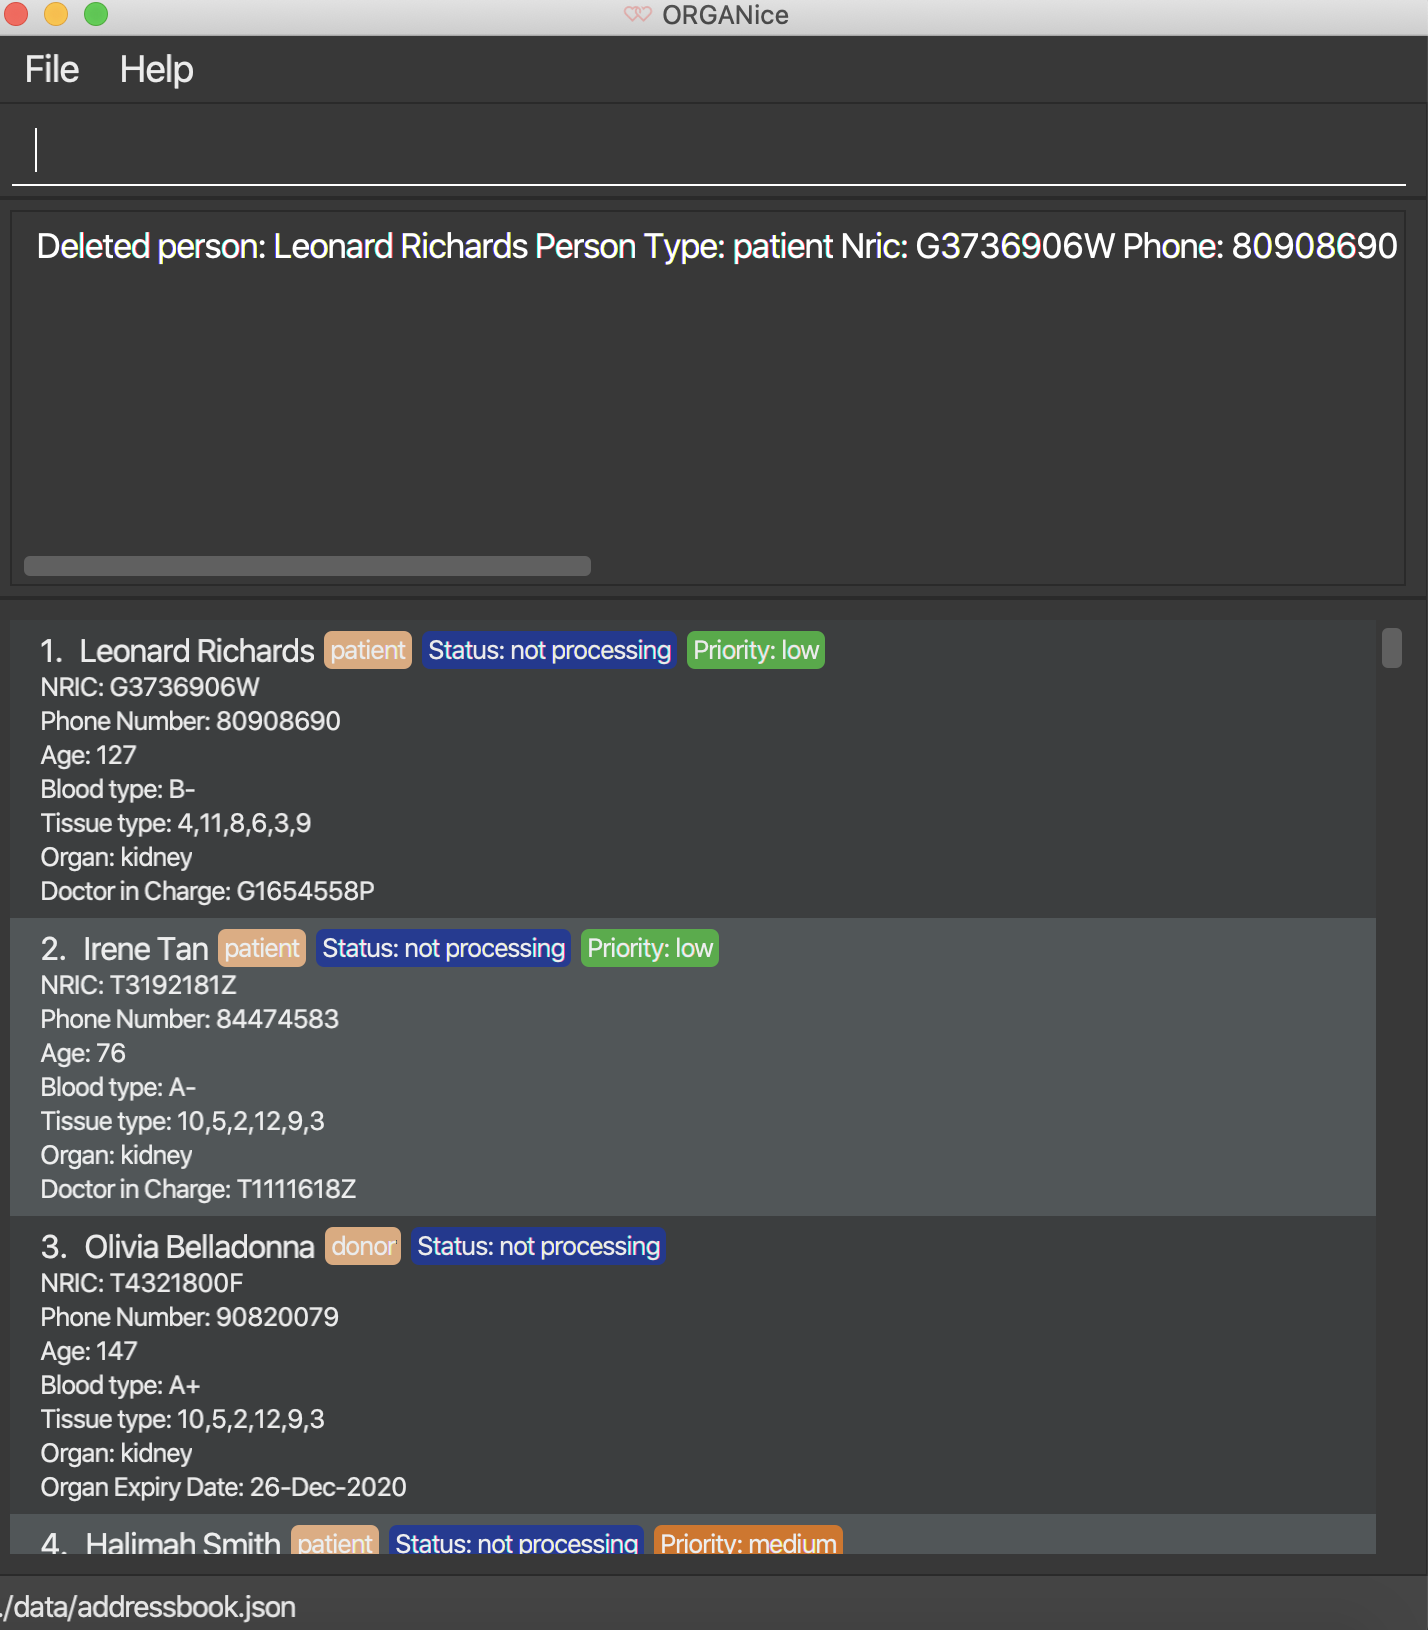 ORGANice
File Help
Deleted person: Leonard Richards Person Type: patient Nric: G3736906W Phone: 80908690
1. Leonard Richards patient Status: not processing Priority: low
NRIC: G3736906W
Phone Number: 80908690
Age: 127
Blood type: B-
Tissue type: 4,11,8,6,3,9
Organ: kidney
Doctor in Charge: G1654558P
2. Irene Tan patient Status: not processing Priority: low
NRIC: T3192181Z
Phone Number: 84474583
Age: 76
Blood type: A-
Tissue type: 10,5,2,12,9,3
Organ: kidney
Doctor in Charge: T1111618Z
3. Olivia Belladonna donor Status: not processing
NRIC: T4321800F
Phone Number: 90820079
Age: 147
Blood type: A+
Tissue type: 10,5,2,12,9,3
Organ: kidney
Organ Expiry Date: 26-Dec-2020
4. Halimah Smith patient Status: not processing Priority: medium
./data/addressbook.json